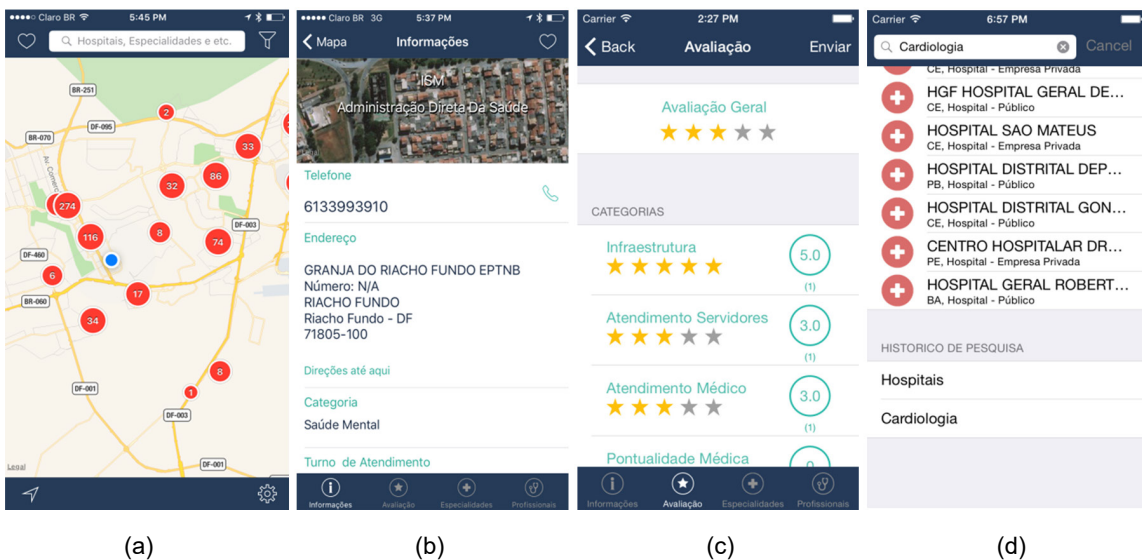 Claro BR
5:45 PM
Hospitais, Especialidades e etc.
BR-251
2
DF-095
BR-070
33
Av. Comerc
86
32
274
DF-003
116
8
74
DF-460
6
17
BR-060
34
8
DF-001
1
DF-003
DF-001
Legal
(a)
Claro BR 3G
5:37 PM
Mapa
Informações
ISM
Administração Direta Da Saúde
Telefone
6133993910
Endereço
GRANJA DO RIACHO FUNDO EPTNB
Número: N/A
RIACHO FUNDO
Riacho Fundo - DF
71805-100
Direções até aqui
Categoria
Saúde Mental
Turno de Atendimento
Informações
Avaliação
Especialidades
Profissionais
(b)
Carrier
2:27 PM
Back
Avaliação
Enviar
Avaliação Geral
CATEGORIAS
Infraestrutura
5.0
(1)
Atendimento Servidores
3.0
(1)
Atendimento Médico
3.0
(1)
Pontualidade Médica
Informações
Avaliação
Especialidades
Profissionais
(c)
Carrier
6:57 PM
Cardiologia
Cancel
CE, Hospital - Empresa Privada
HGF HOSPITAL GERAL DE...
CE, Hospital - Público
HOSPITAL SAO MATEUS
CE, Hospital - Empresa Privada
HOSPITAL DISTRITAL DEP...
PB, Hospital - Público
HOSPITAL DISTRITAL GON...
CE, Hospital - Público
CENTRO HOSPITALAR DR...
PE, Hospital - Empresa Privada
HOSPITAL GERAL ROBERT...
BA, Hospital - Público
HISTORICO DE PESQUISA
Hospitais
Cardiologia
(d)